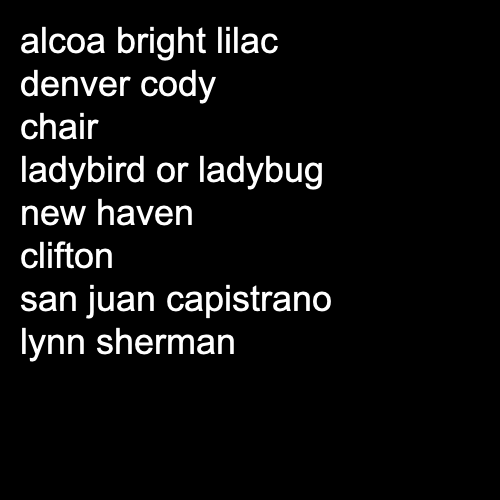 alcoa bright lilac
denver cody
chair
ladybird or ladybug
new haven
clifton
san juan capistrano
lynn sherman